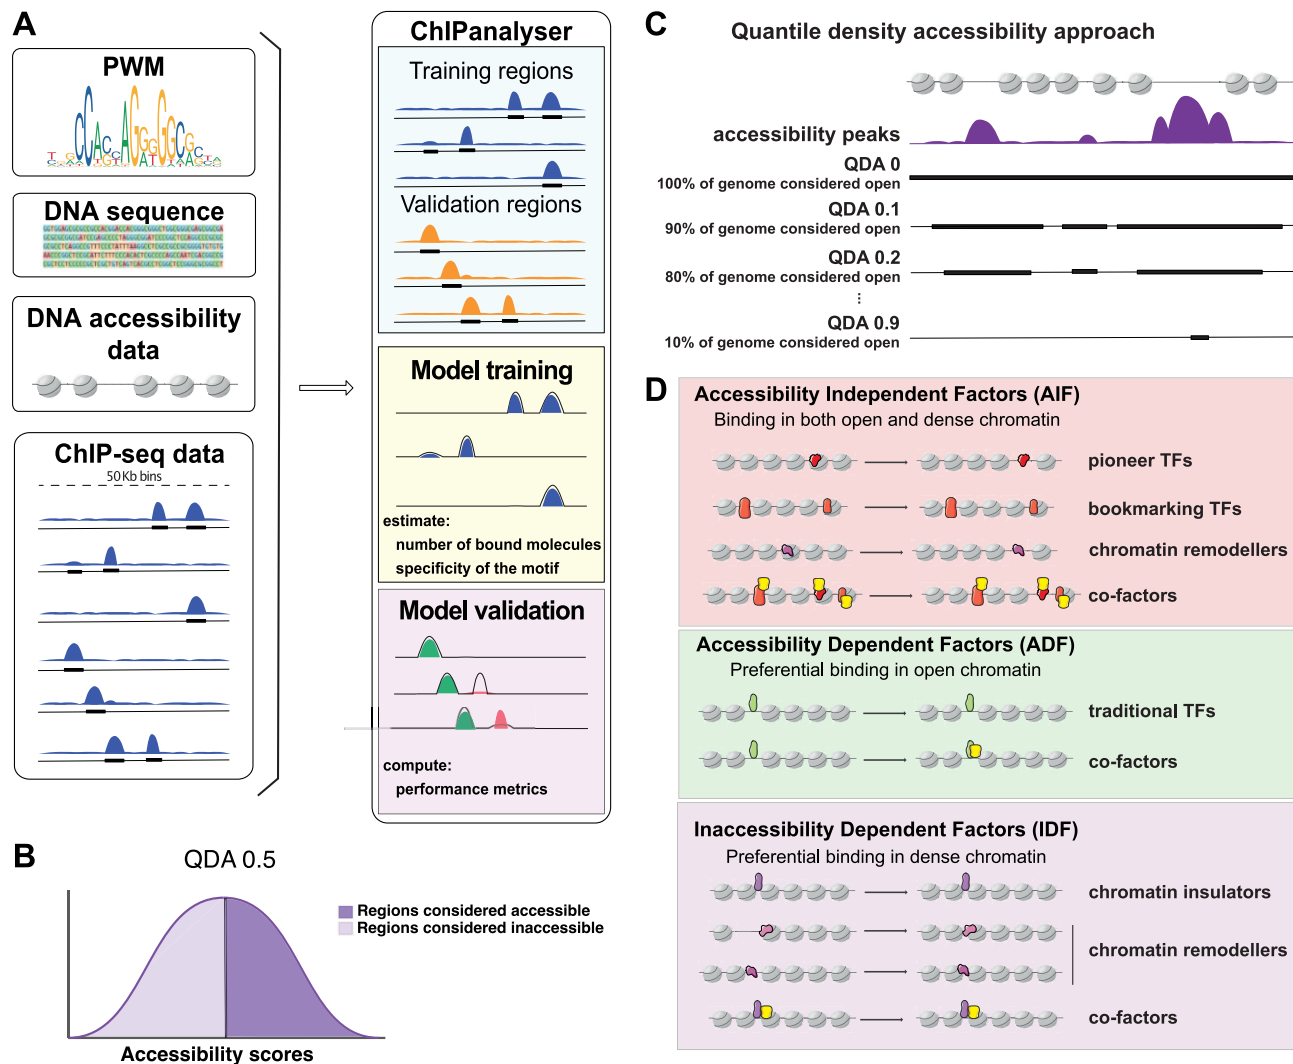 A
PWM
DNA sequence
DNA accessibility
data
ChIP-seq data
50 Kb bins
ChIPanalyser
Training regions
Validation regions
Model training
estimate:
number of bound molecules
specificity of the motif
Model validation
compute:
performance metrics
B
QDA 0.5
Regions considered accessible
Regions considered inaccessible
Accessibility scores
C
Quantile density accessibility approach
accessibility peaks
QDA 0
100% of genome considered open
QDA 0.1
90% of genome considered open
QDA 0.2
80% of genome considered open
...
QDA 0.9
10% of genome considered open
D
Accessibility Independent Factors (AIF)
Binding in both open and dense chromatin
pioneer TFs
bookmarking TFs
chromatin remodellers
co-factors
Accessibility Dependent Factors (ADF)
Preferential binding in open chromatin
traditional TFs
co-factors
Inaccessibility Dependent Factors (IDF)
Preferential binding in dense chromatin
chromatin insulators
chromatin remodellers
co-factors